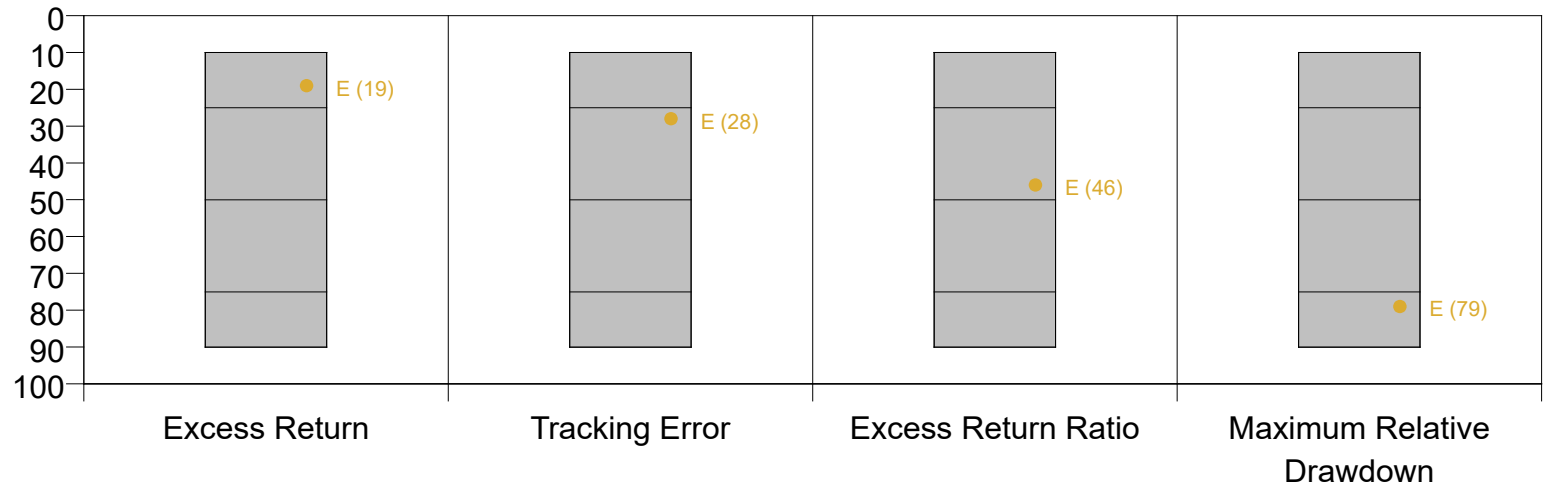 0
10
20
30
40
50
60
70
80
90
100
E (19)
E (28)
E (46)
E (79)
Excess Return
Tracking Error
Excess Return Ratio
Maximum Relative
Drawdown